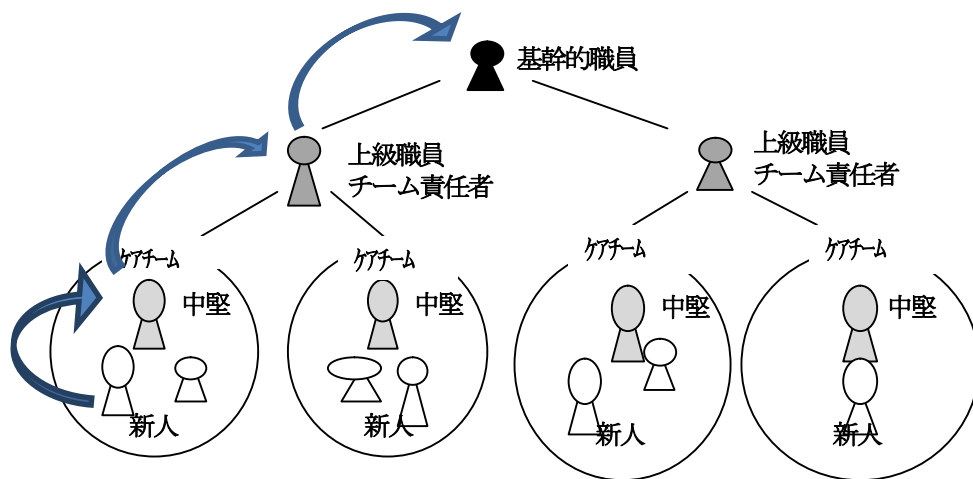 基幹的職員
上級職員
チーム責任者
上級職員
チーム責任者
ケアチーム
ケアチーム
ケアチーム
ケアチーム
中堅
中堅
中堅
中堅
新人
新人
新人
新人